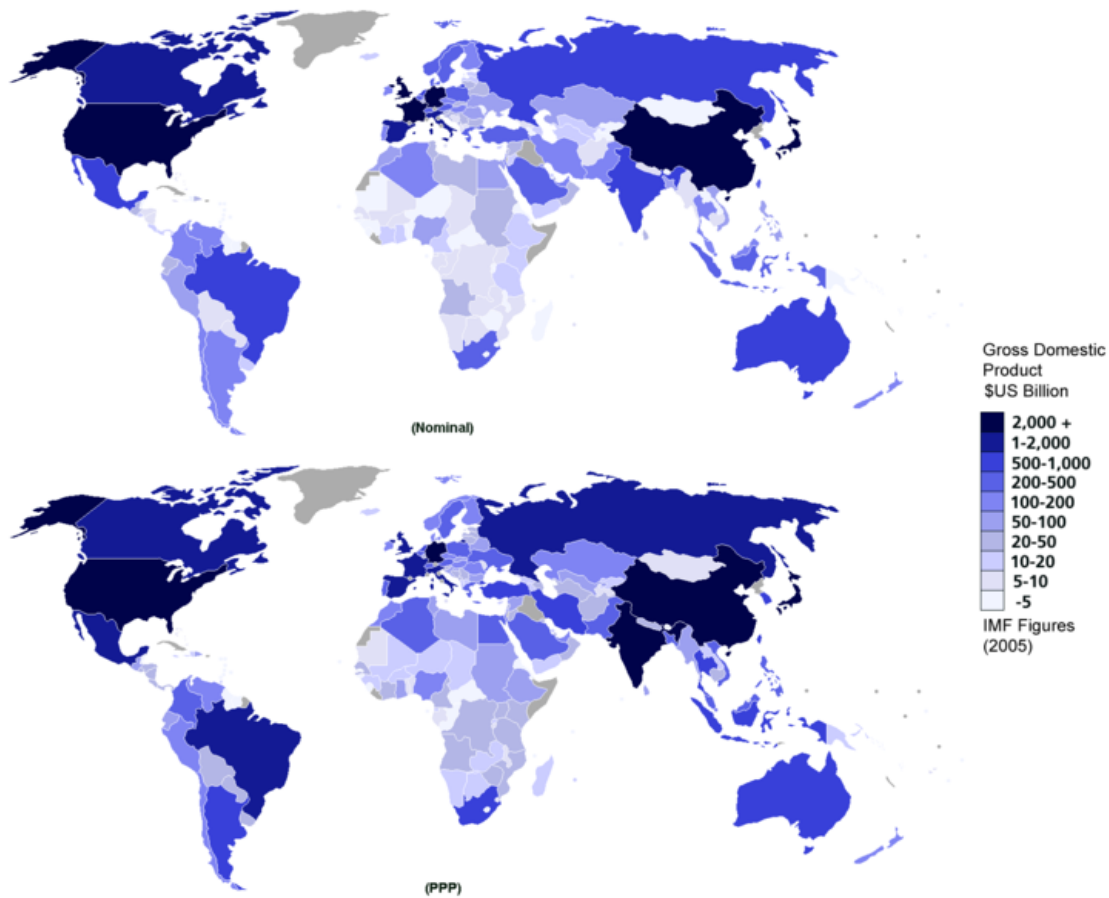 (Nominal)
Gross Domestic
Product
$US Billion
2,000 +
1-2,000
500-1,000
200-500
100-200
50-100
20-50
10-20
5-10
-5
IMF Figures
(2005)
(PPP)